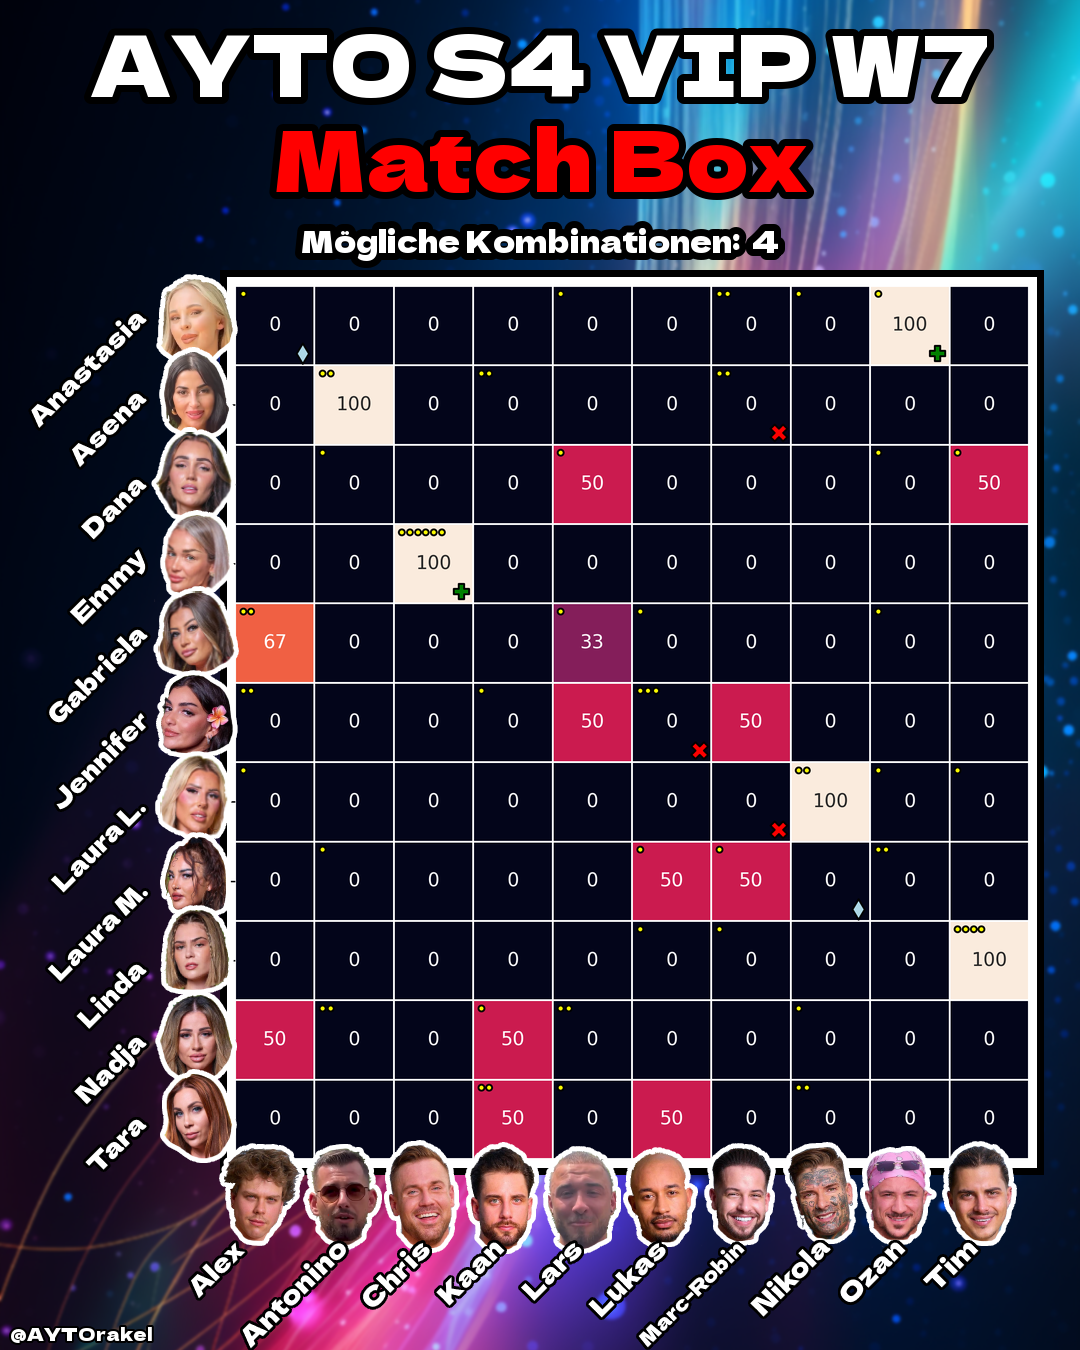 AYTO S4 VIP W7
Match Box
Mögliche Kombinationen: 4
Anastasia 0 0 0 0 0 0 0 0 100 0
Asena 0 100 0 0 0 0 0 0 0 0
Dana 0 0 0 0 50 0 0 0 0 50
Emmy 0 0 100 0 0 0 0 0 0 0
Gabriela 67 0 0 0 33 0 0 0 0 0
Jennifer 0 0 0 0 50 0 50 0 0 0
Laura L. 0 0 0 0 0 0 0 100 0 0
Laura M. 0 0 0 0 0 50 50 0 0 0
Linda 0 0 0 0 0 0 0 0 0 100
Nadja 50 0 0 50 0 0 0 0 0 0
Tara 0 0 0 50 0 50 0 0 0 0
Alex Antonino Chris Kaan Lars Lukas Marc-Robin Nikola Ozan Tim
@AYTOrakel